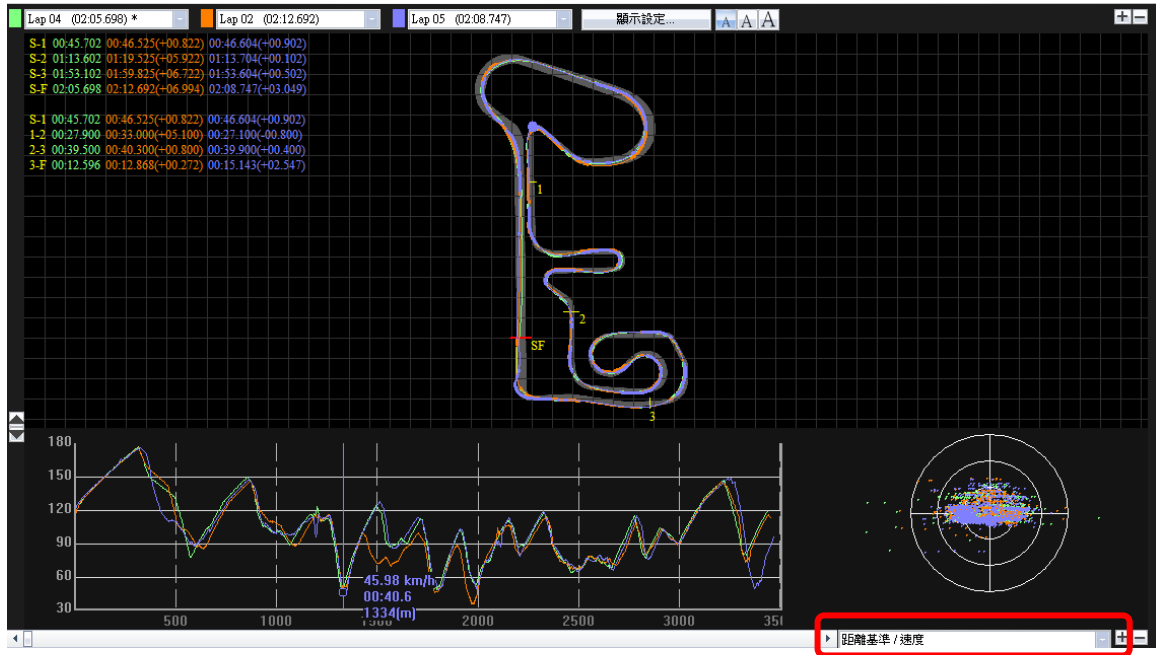 Lap 04 (02:05.698) * Lap 02 (02:12.692) Lap 05 (02:08.747) 顯示設定... A A A
S-1 00:45.702 00:46.525(+00.822) 00:46.604(+00.902)
S-2 01:13.602 01:19.525(+05.922) 01:13.704(+00.102)
S-3 01:53.102 01:59.825(+06.722) 01:53.604(+00.502)
S-F 02:05.698 02:12.692(+06.994) 02:08.747(+03.049)
S-1 00:45.702 00:46.525(+00.822) 00:46.604(+00.902)
1-2 00:27.900 00:33.000(+05.100) 00:27.100(-00.800)
2-3 00:39.500 00:40.300(+00.800) 00:39.900(+00.400)
3-F 00:12.596 00:12.868(+00.272) 00:15.143(+02.547)
1
2
SF
3
180
150
120
90
60
30
45.98 km/h
00:40.6
1334(m)
500 1000 2000 2500 3000
距離基準 / 速度